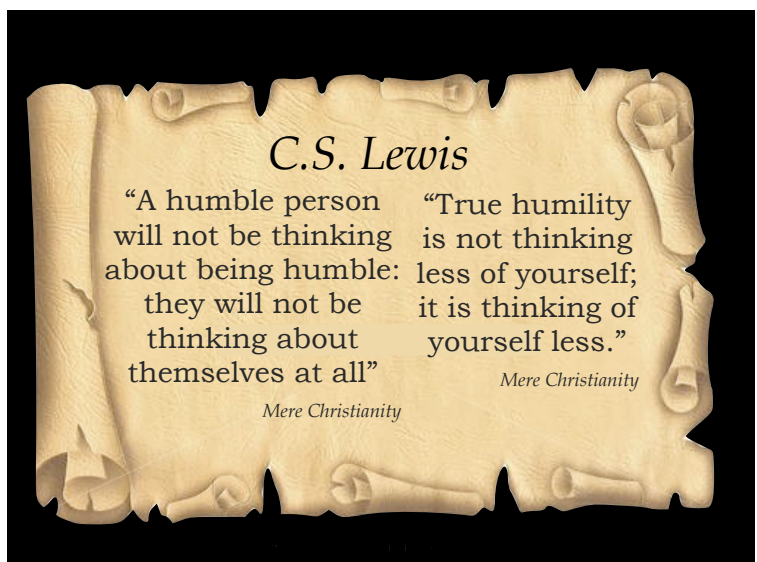 C.S. Lewis
“A humble person
will not be thinking
about being humble:
they will not be
thinking about
themselves at all”
Mere Christianity
“True humility
is not thinking
less of yourself;
it is thinking of
yourself less.”
Mere Christianity